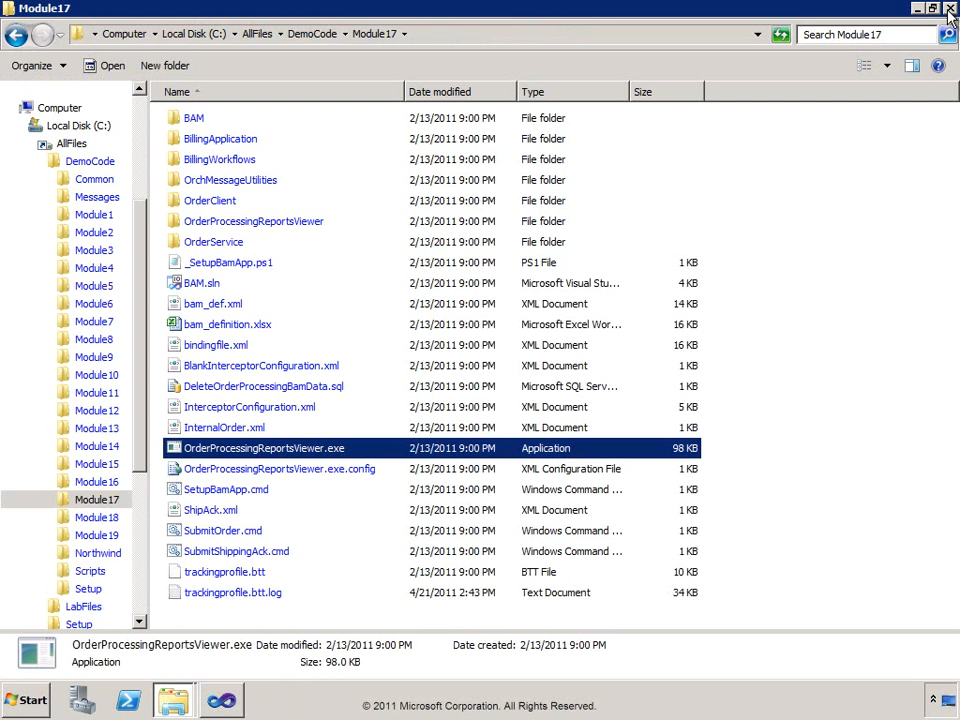 Module17
Computer Local Disk (C:) AllFiles DemoCode Module17
Search Module17
Organize Open New folder
Name Date modified Type Size
Computer
Local Disk (C:)
AllFiles
DemoCode
Common
Messages
Module1
Module2
Module3
Module4
Module5
Module6
Module7
Module8
Module9
Module10
Module11
Module12
Module13
Module14
Module15
Module16
Module17
Module18
Module19
Northwind
Scripts
Setup
LabFiles
Setup
BAM 2/13/2011 9:00 PM File folder
BillingApplication 2/13/2011 9:00 PM File folder
BillingWorkflows 2/13/2011 9:00 PM File folder
OrchMessageUtilities 2/13/2011 9:00 PM File folder
OrderClient 2/13/2011 9:00 PM File folder
OrderProcessingReportsViewer 2/13/2011 9:00 PM File folder
OrderService 2/13/2011 9:00 PM File folder
_SetupBamApp.ps1 2/13/2011 9:00 PM PS1 File 1 KB
BAM.sln 2/13/2011 9:00 PM Microsoft Visual Stu... 4 KB
bam_def.xml 2/13/2011 9:00 PM XML Document 14 KB
bam_definition.xlsx 2/13/2011 9:00 PM Microsoft Excel Wor... 16 KB
bindingfile.xml 2/13/2011 9:00 PM XML Document 16 KB
BlankInterceptorConfiguration.xml 2/13/2011 9:00 PM XML Document 1 KB
DeleteOrderProcessingBamData.sql 2/13/2011 9:00 PM Microsoft SQL Serv... 1 KB
InterceptorConfiguration.xml 2/13/2011 9:00 PM XML Document 5 KB
InternalOrder.xml 2/13/2011 9:00 PM XML Document 1 KB
OrderProcessingReportsViewer.exe 2/13/2011 9:00 PM Application 98 KB
OrderProcessingReportsViewer.exe.config 2/13/2011 9:00 PM XML Configuration File 1 KB
SetupBamApp.cmd 2/13/2011 9:00 PM Windows Command ... 1 KB
ShipAck.xml 2/13/2011 9:00 PM XML Document 1 KB
SubmitOrder.cmd 2/13/2011 9:00 PM Windows Command ... 1 KB
SubmitShippingAck.cmd 2/13/2011 9:00 PM Windows Command ... 1 KB
trackingprofile.btt 2/13/2011 9:00 PM BTT File 10 KB
trackingprofile.btt.log 4/21/2011 2:43 PM Text Document 34 KB
OrderProcessingReportsViewer.exe Date modified: 2/13/2011 9:00 PM Date created: 2/13/2011 9:00 PM
Application Size: 98.0 KB
Start
© 2011 Microsoft Corporation. All Rights Reserved.